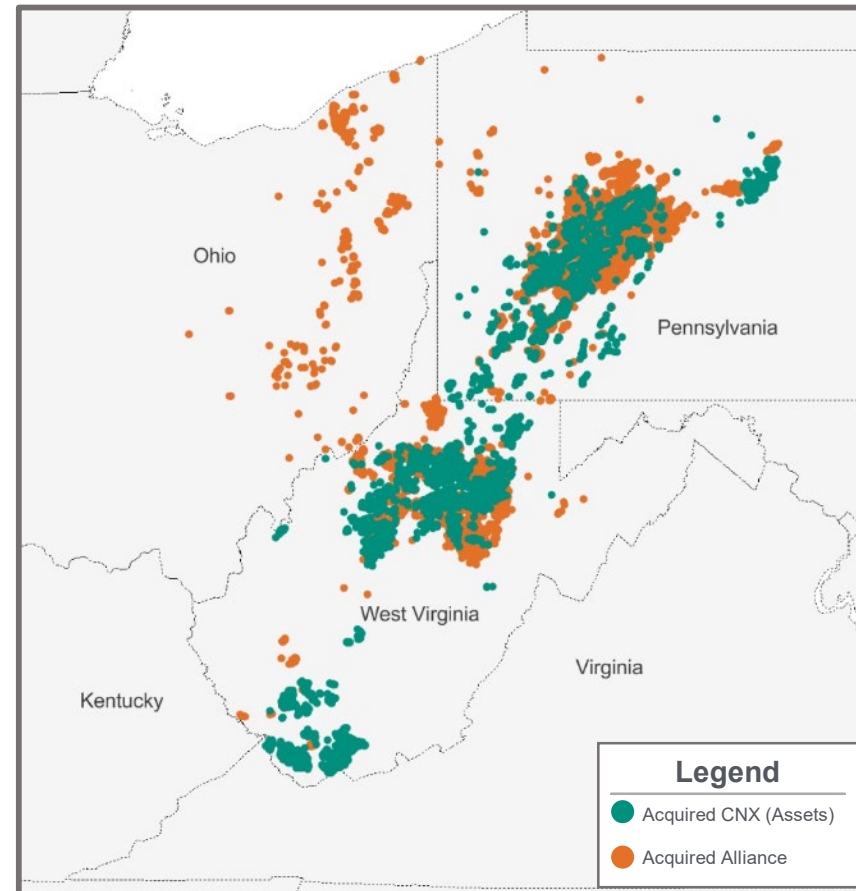 Ohio
Pennsylvania
West Virginia
Virginia
Kentucky
Legend
Acquired CNX (Assets)
Acquired Alliance